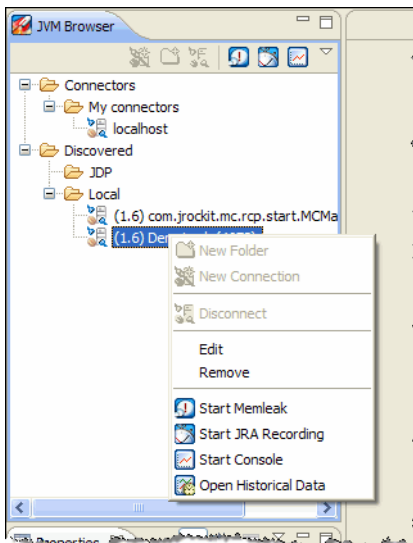 JVM Browser
Connectors
My connectors
localhost
Discovered
JDP
Local
(1.6) com.jrockit.mc.rcp.start.MCMa
(1.6)
New Folder
New Connection
Disconnect
Edit
Remove
Start Memleak
Start JRA Recording
Start Console
Open Historical Data
Properties